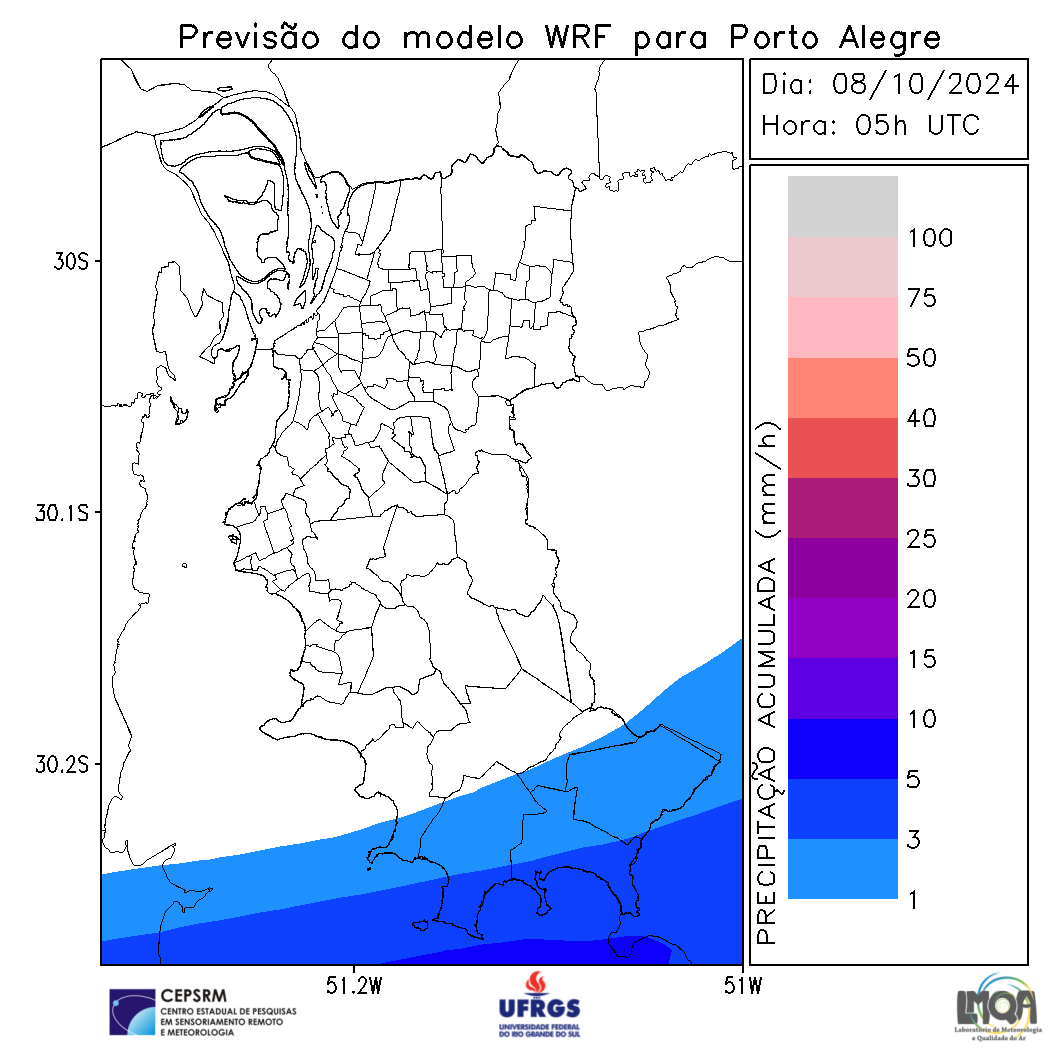 Previsão do modelo WRF para Porto Alegre
Dia: 08/10/2024
Hora: 05h UTC
PRECIPITAÇÃO ACUMULADA (mm/h)
100
75
50
40
30
25
20
15
10
5
3
1
30S
30.1S
30.2S
51.2W
51W
CEPSRM
CENTRO ESTADUAL DE PESQUISAS
EM SENSORIAMENTO REMOTO
E METEOROLOGIA
UFRGS
UNIVERSIDADE FEDERAL
DO RIO GRANDE DO SUL
LMQA
Laboratório de Meteorologia
e Qualidade do Ar